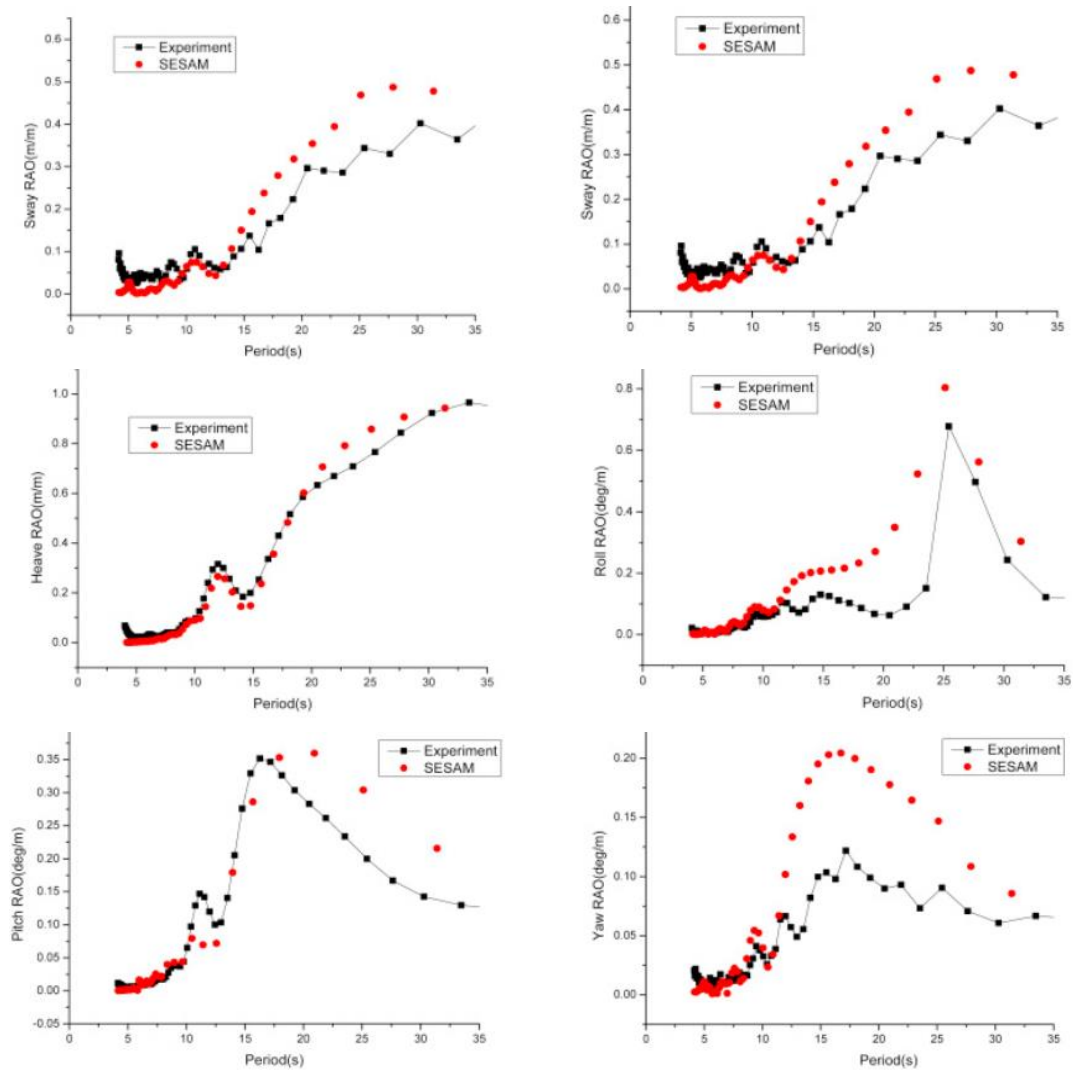 0.6
0.5
0.4
0.3
0.2
0.1
0.0
Sway RAO(m/m)
Experiment
SESAM
0 5 10 15 20 25 30 35
Period(s)
0.6
0.5
0.4
0.3
0.2
0.1
0.0
Sway RAO(m/m)
Experiment
SESAM
0 5 10 15 20 25 30 35
Period(s)
1.0
0.8
0.6
0.4
0.2
0.0
Heave RAO(m/m)
Experiment
SESAM
0 5 10 15 20 25 30 35
Period(s)
0.8
0.6
0.4
0.2
0.0
Roll RAO(deg/m)
Experiment
SESAM
0 5 10 15 20 25 30 35
Period(s)
0.35
0.30
0.25
0.20
0.15
0.10
0.05
0.00
-0.05
Pitch RAO(deg/m)
Experiment
SESAM
0 5 10 15 20 25 30 35
Period(s)
0.20
0.15
0.10
0.05
0.00
Yaw RAO(deg/m)
Experiment
SESAM
0 5 10 15 20 25 30 35
Period(s)